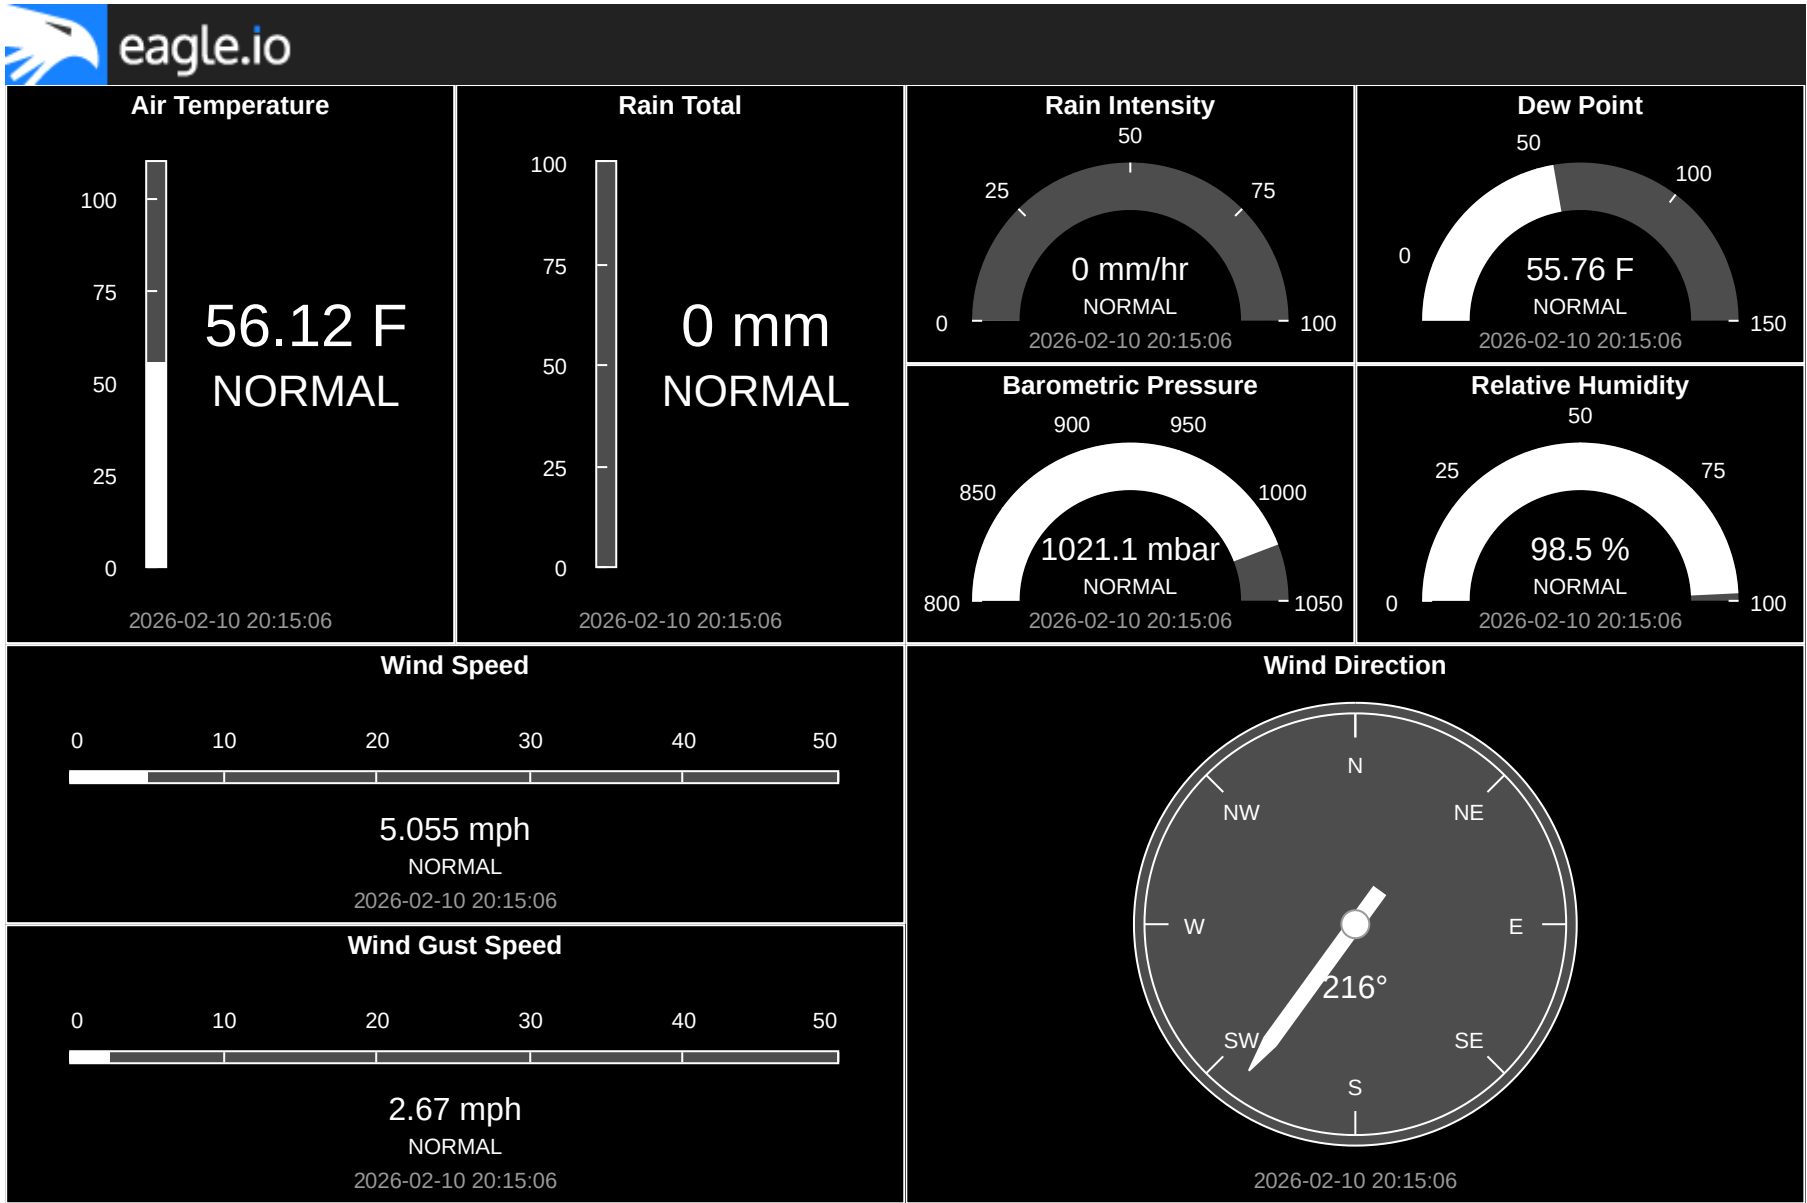 eagle.io
Air Temperature
100
75
50
25
0
56.12 F
NORMAL
2026-02-10 20:15:06
Rain Total
100
75
50
25
0
0 mm
NORMAL
2026-02-10 20:15:06
Rain Intensity
50
25
75
0
100
0 mm/hr
NORMAL
2026-02-10 20:15:06
Dew Point
50
100
0
150
55.76 F
NORMAL
2026-02-10 20:15:06
Barometric Pressure
900
950
850
1000
800
1050
1021.1 mbar
NORMAL
2026-02-10 20:15:06
Relative Humidity
50
25
75
0
100
98.5 %
NORMAL
2026-02-10 20:15:06
Wind Speed
0 10 20 30 40 50
5.055 mph
NORMAL
2026-02-10 20:15:06
Wind Gust Speed
0 10 20 30 40 50
2.67 mph
NORMAL
2026-02-10 20:15:06
Wind Direction
N
NW
NE
W
E
216°
SW
SE
S
2026-02-10 20:15:06